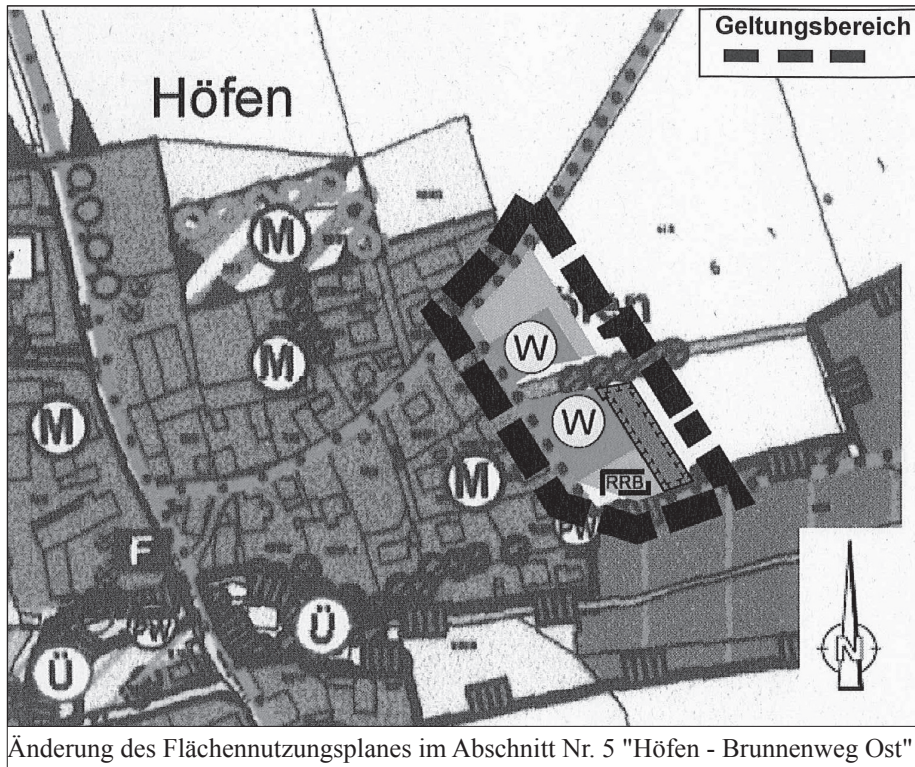 Geltungsbereich
Höfen
M
M
W
M
W
M
RRB
F
Ü
Ü
N
Änderung des Flächennutzungsplanes im Abschnitt Nr. 5 "Höfen - Brunnenweg Ost"